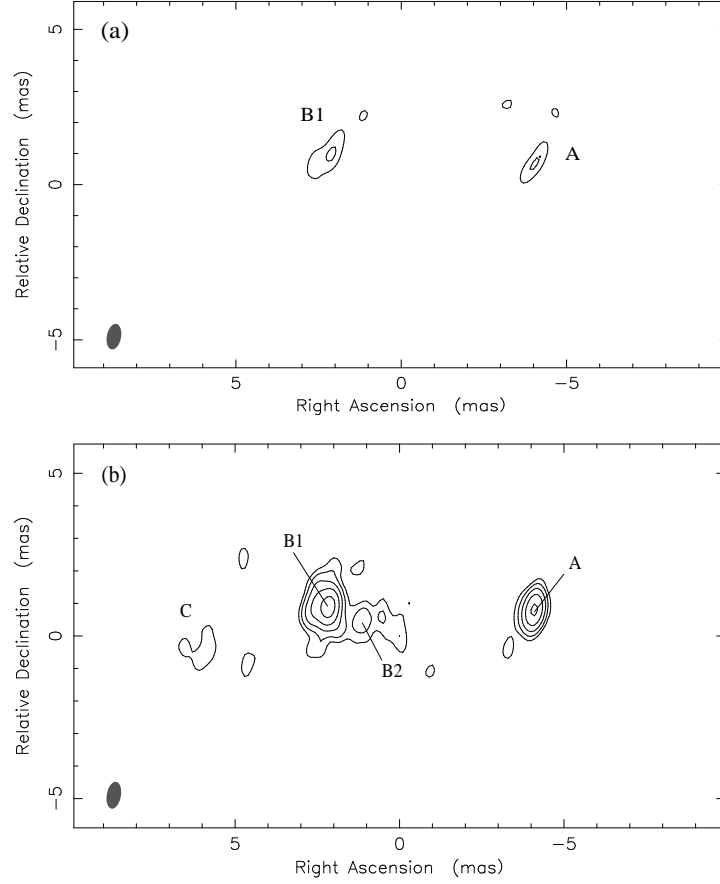 (a)
5
B1
A
0
−5
Relative Declination (mas)
5 0 −5
Right Ascension (mas)
(b)
5
B1
A
C
0
B2
−5
Relative Declination (mas)
5 0 −5
Right Ascension (mas)